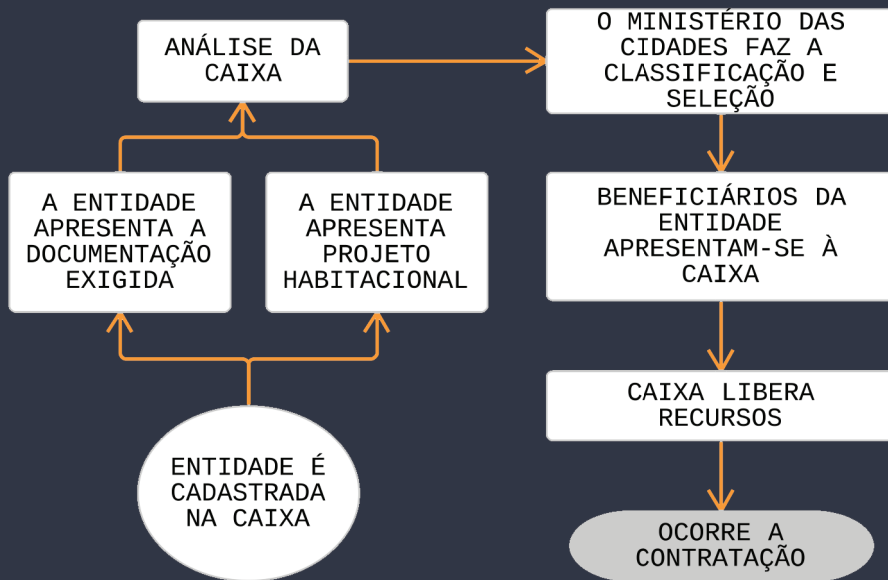 ANÁLISE DA
CAIXA
O MINISTÉRIO DAS
CIDADES FAZ A
CLASSIFICAÇÃO E
SELEÇÃO
A ENTIDADE
APRESENTA A
DOCUMENTAÇÃO
EXIGIDA
A ENTIDADE
APRESENTA
PROJETO
HABITACIONAL
BENEFICIÁRIOS DA
ENTIDADE
APRESENTAM-SE À
CAIXA
CAIXA LIBERA
RECURSOS
ENTIDADE É
CADASTRADA
NA CAIXA
OCORRE A
CONTRATAÇÃO